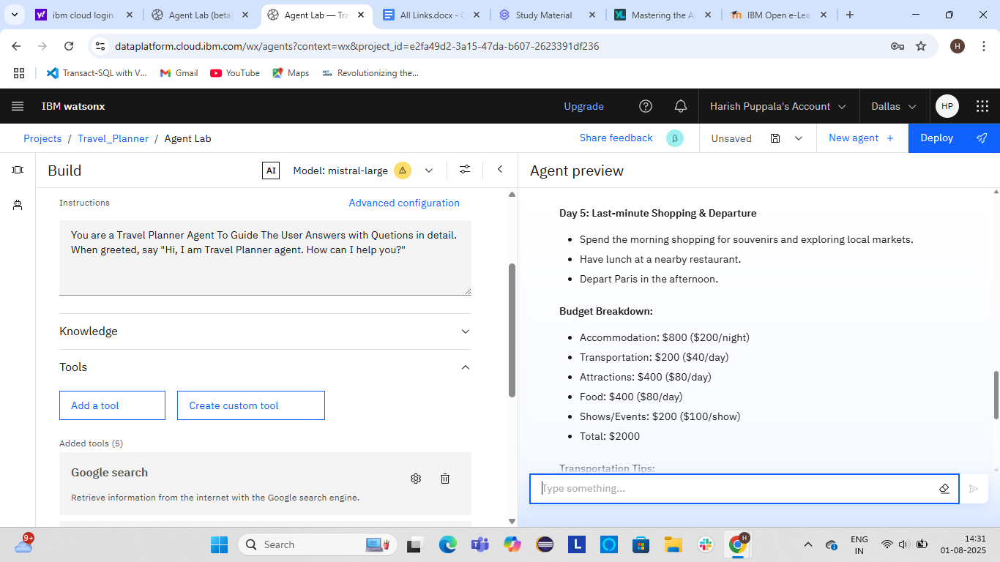 ibm cloud login
Agent Lab (beta)
Agent Lab — Tra
All Links.docx - G
Study Material
Mastering the A
IBM Open e-Lea
dataplatform.cloud.ibm.com/wx/agents?context=wx&project_id=e2fa49d2-3a15-47da-b607-2623391df236
H
Transact-SQL with V...
Gmail
YouTube
Maps
Revolutionizing the...
IBM watsonx
Upgrade
Harish Puppala's Account
Dallas
HP
Projects / Travel_Planner / Agent Lab
Share feedback
β
Unsaved
New agent +
Deploy
Build
AI
Model: mistral-large
Agent preview
Instructions
Advanced configuration
You are a Travel Planner Agent To Guide The User Answers with Quetions in detail.
When greeted, say "Hi, I am Travel Planner agent. How can I help you?"
Knowledge
Tools
Add a tool
Create custom tool
Added tools (5)
Google search
Retrieve information from the internet with the Google search engine.
Day 5: Last-minute Shopping & Departure
• Spend the morning shopping for souvenirs and exploring local markets.
• Have lunch at a nearby restaurant.
• Depart Paris in the afternoon.
Budget Breakdown:
• Accommodation: $800 ($200/night)
• Transportation: $200 ($40/day)
• Attractions: $400 ($80/day)
• Food: $400 ($80/day)
• Shows/Events: $200 ($100/show)
• Total: $2000
Transportation Tips:
Type something...
9+
Search
L
H
ENG
IN
14:31
01-08-2025